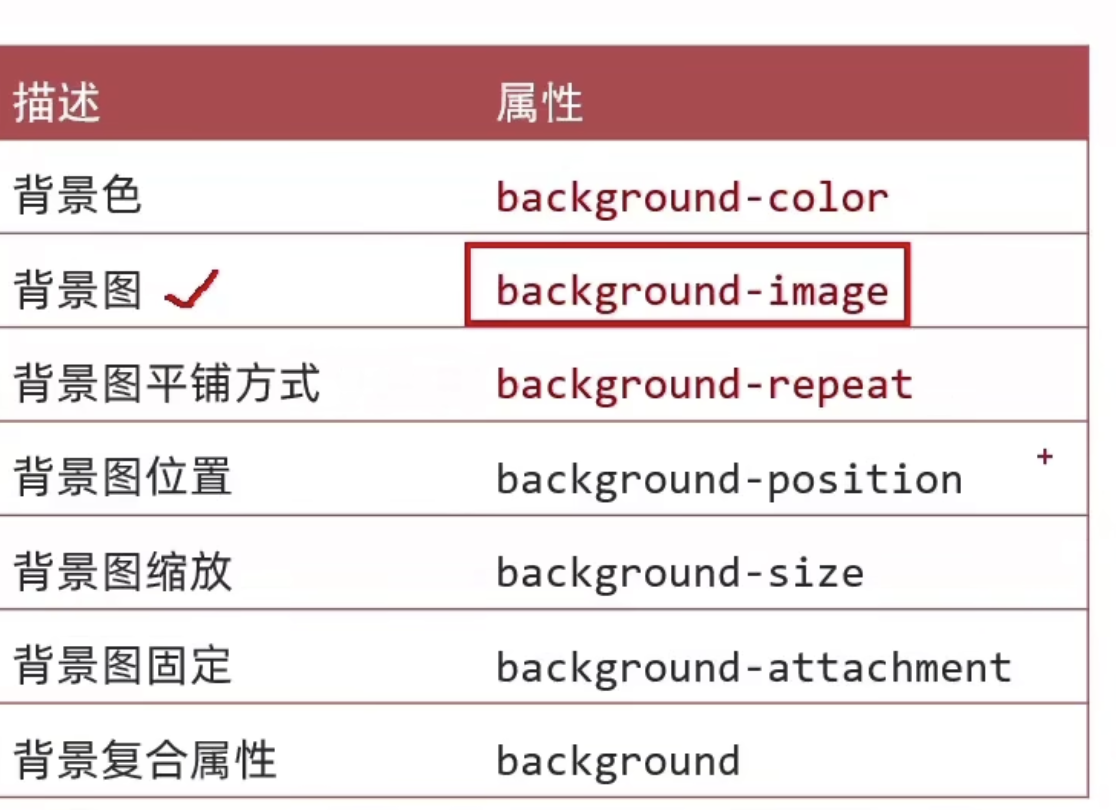 描述 属性
背景色 background-color
背景图 background-image
背景图平铺方式 background-repeat
背景图位置 background-position
背景图缩放 background-size
背景图固定 background-attachment
背景复合属性 background